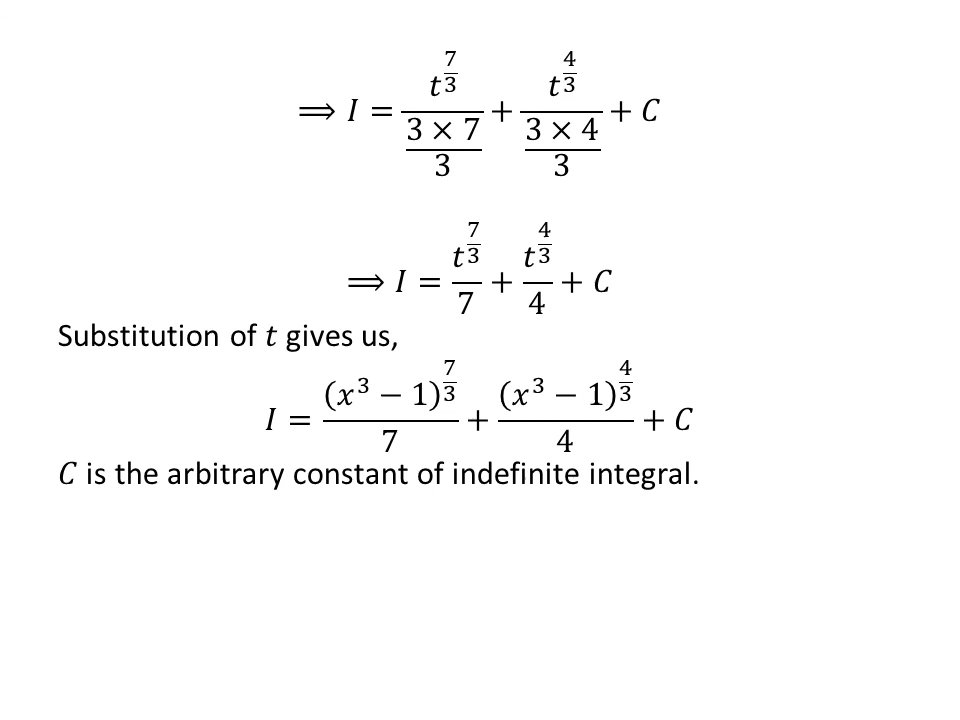 ⟹ I = t^(7/3)/((3 × 7)/3) + t^(4/3)/((3 × 4)/3) + C
⟹ I = t^(7/3)/7 + t^(4/3)/4 + C
Substitution of t gives us,
I = (x³ − 1)^(7/3)/7 + (x³ − 1)^(4/3)/4 + C
C is the arbitrary constant of indefinite integral.